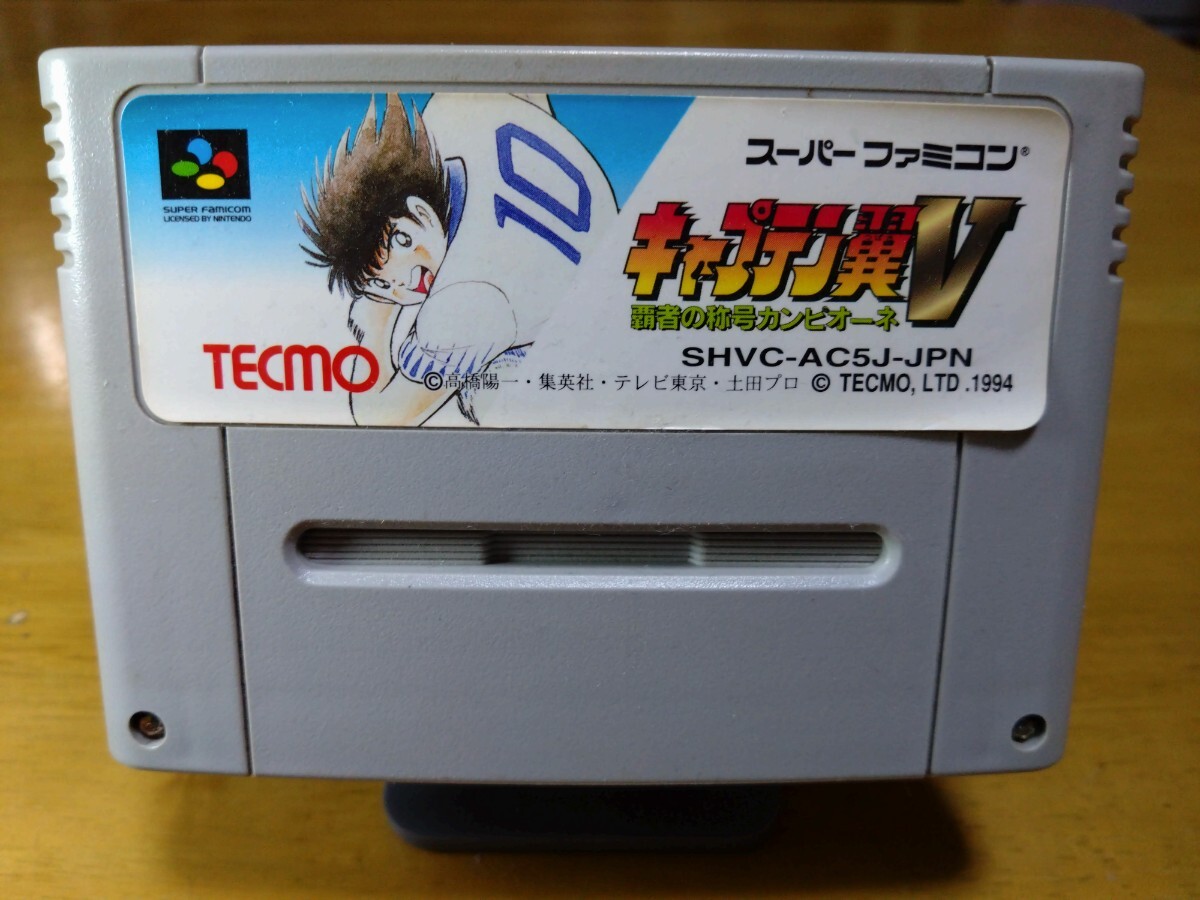 SUPER FAMICOM
LICENSED BY NINTENDO
10
スーパーファミコン®
キャプテン翼V
覇者の称号カンピオーネ
TECMO
SHVC-AC5J-JPN
©高橋陽一・集英社・テレビ東京・土田プロ © TECMO, LTD .1994